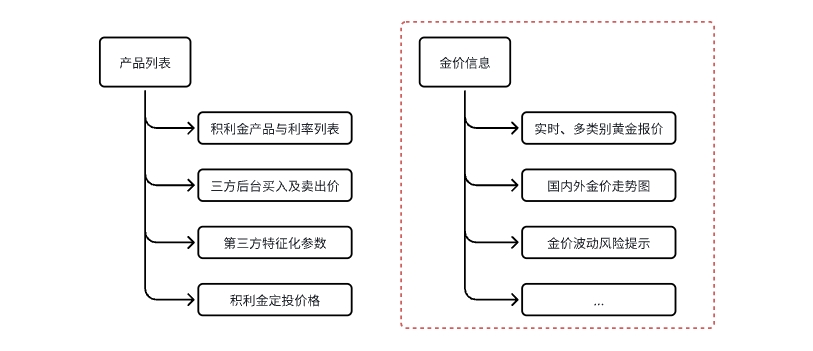 产品列表
积利金产品与利率列表
三方后台买入及卖出价
第三方特征化参数
积利金定投价格
金价信息
实时、多类别黄金报价
国内外金价走势图
金价波动风险提示
...